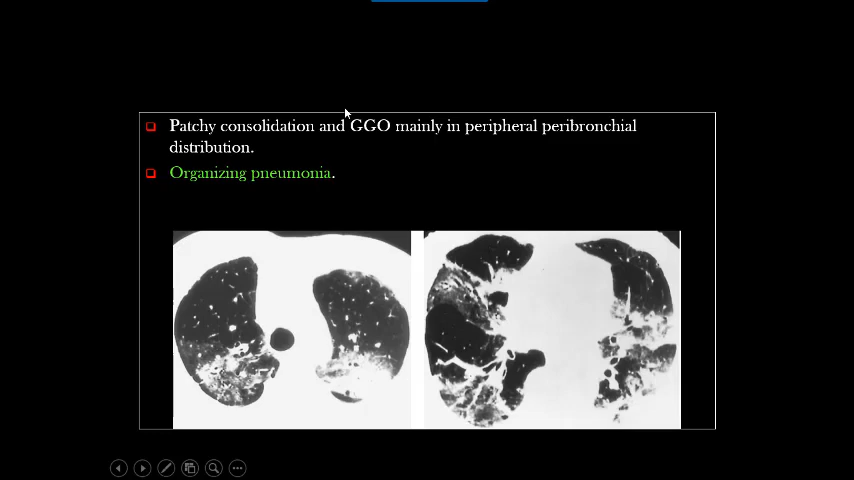 Patchy consolidation and GGO mainly in peripheral peribronchial
distribution.
Organizing pneumonia.